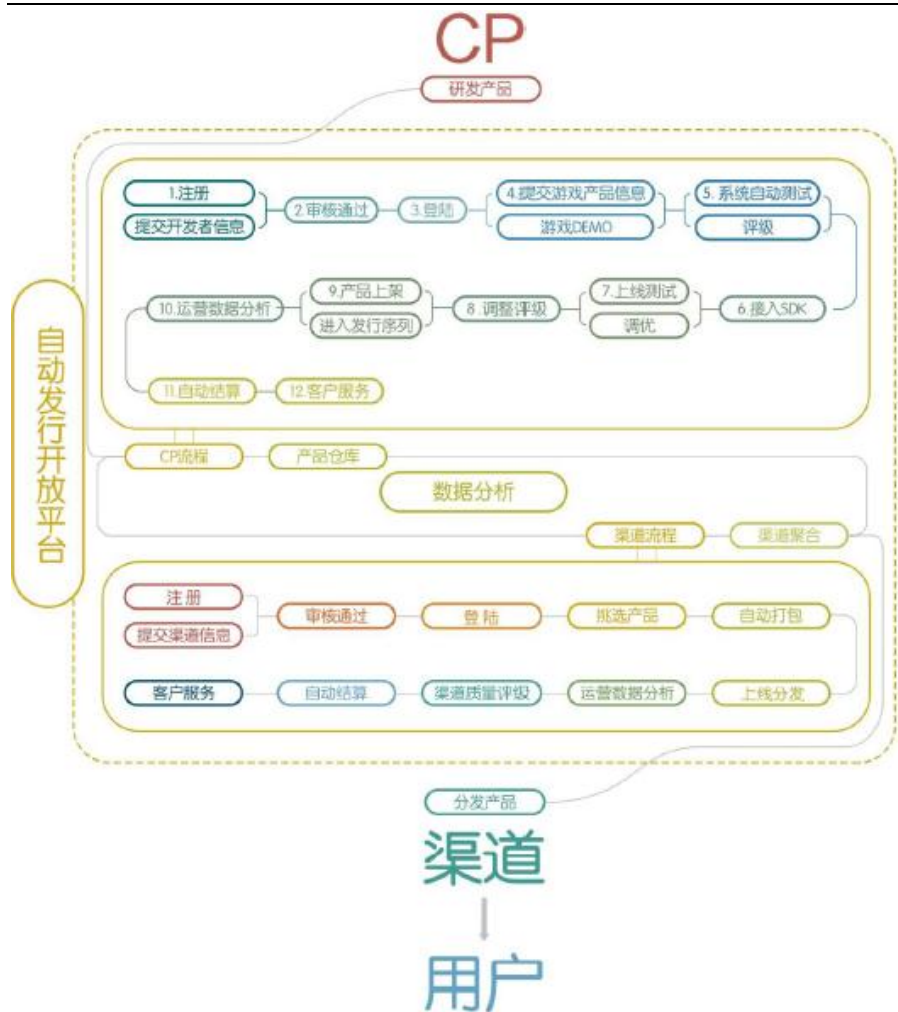 CP
研发产品
1.注册
提交开发者信息
2.审核通过
3.登陆
4.提交游戏产品信息
游戏DEMO
5. 系统自动测试
评级
10.运营数据分析
9.产品上架
进入发行序列
8.调整评级
7.上线测试
调优
6.接入SDK
11.自动结算
12.客户服务
自动发行开放平台
CP流程
产品仓库
数据分析
渠道流程
渠道聚合
注册
提交渠道信息
审核通过
登陆
挑选产品
自动打包
客户服务
自动结算
渠道质量评级
运营数据分析
上线分发
分发产品
渠道
用户